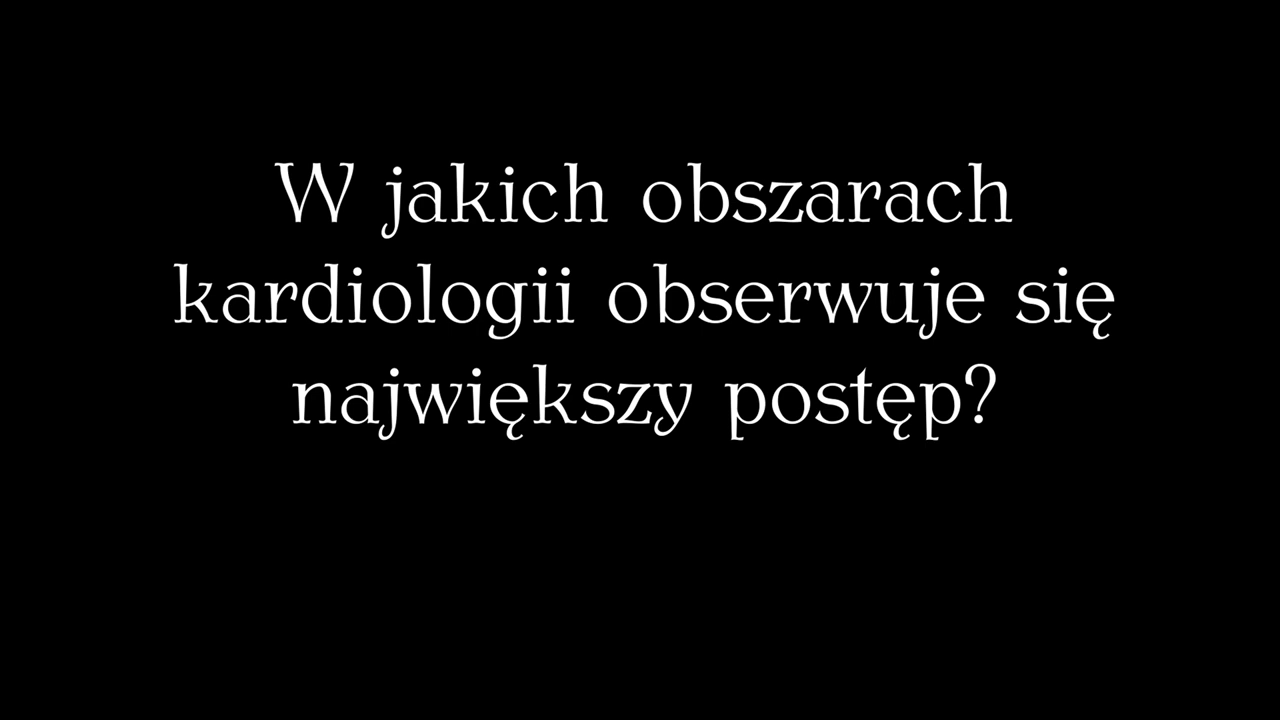 W jakich obszarach
kardiologii obserwuje się
największy postęp?